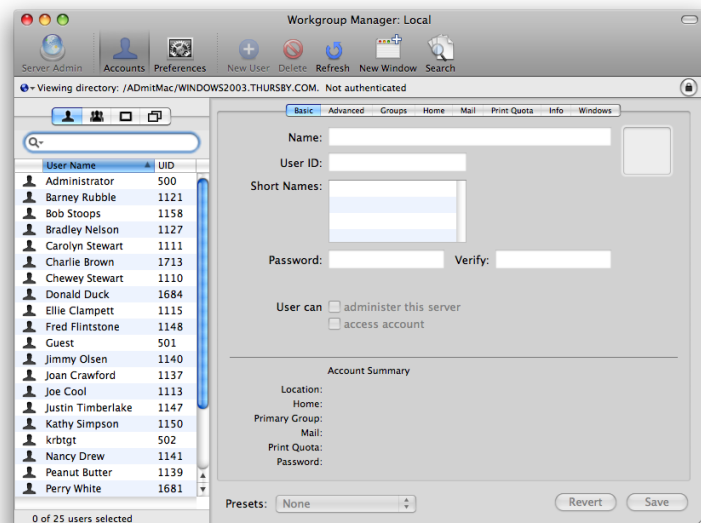 Workgroup Manager: Local
Server Admin Accounts Preferences New User Delete Refresh New Window Search
Viewing directory: /ADmitMac/WINDOWS2003.THURSBY.COM. Not authenticated
Basic Advanced Groups Home Mail Print Quota Info Windows
User Name UID
Administrator 500
Barney Rubble 1121
Bob Stoops 1158
Bradley Nelson 1127
Carolyn Stewart 1111
Charlie Brown 1713
Chewey Stewart 1110
Donald Duck 1684
Ellie Clampett 1115
Fred Flintstone 1148
Guest 501
Jimmy Olsen 1140
Joan Crawford 1137
Joe Cool 1113
Justin Timberlake 1147
Kathy Simpson 1150
krbtgt 502
Nancy Drew 1141
Peanut Butter 1139
Perry White 1681
0 of 25 users selected
Name:
User ID:
Short Names:
Password: Verify:
User can administer this server
access account
Account Summary
Location:
Home:
Primary Group:
Mail:
Print Quota:
Password:
Presets: None Revert Save